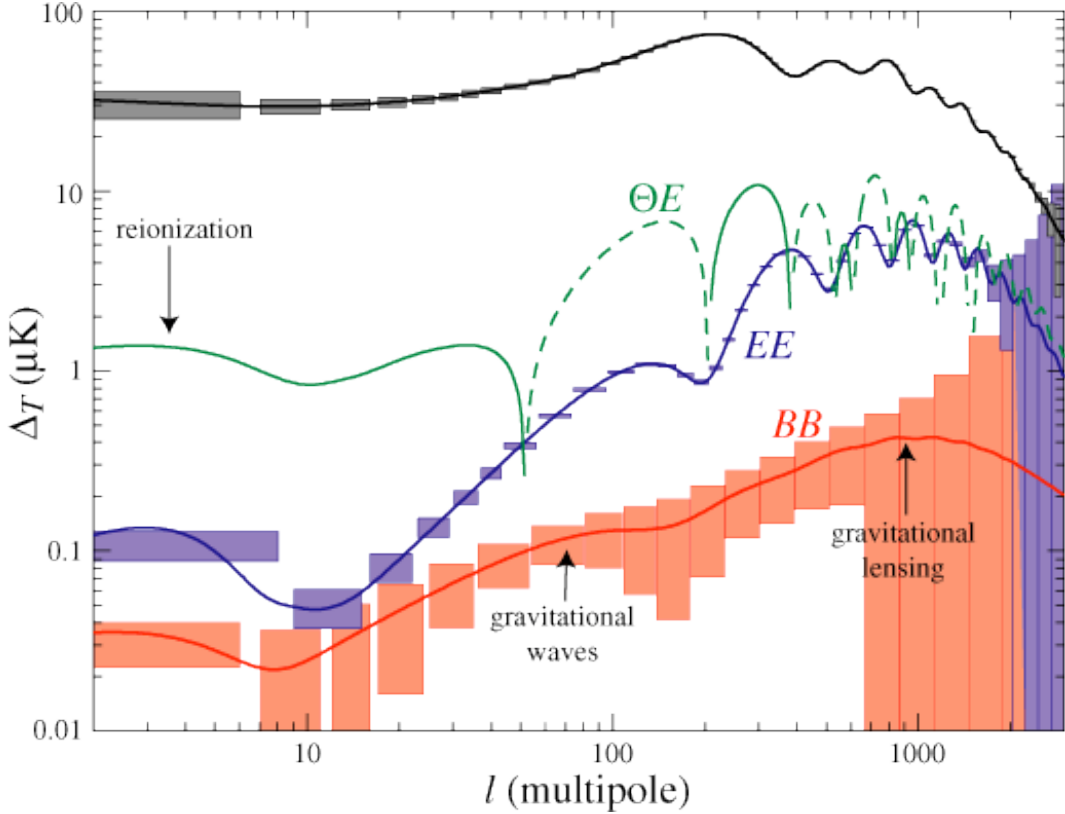 100
10
1
0.1
0.01
Δ_T (μK)
reionization
ΘE
EE
BB
gravitational
waves
gravitational
lensing
10
100
1000
l (multipole)